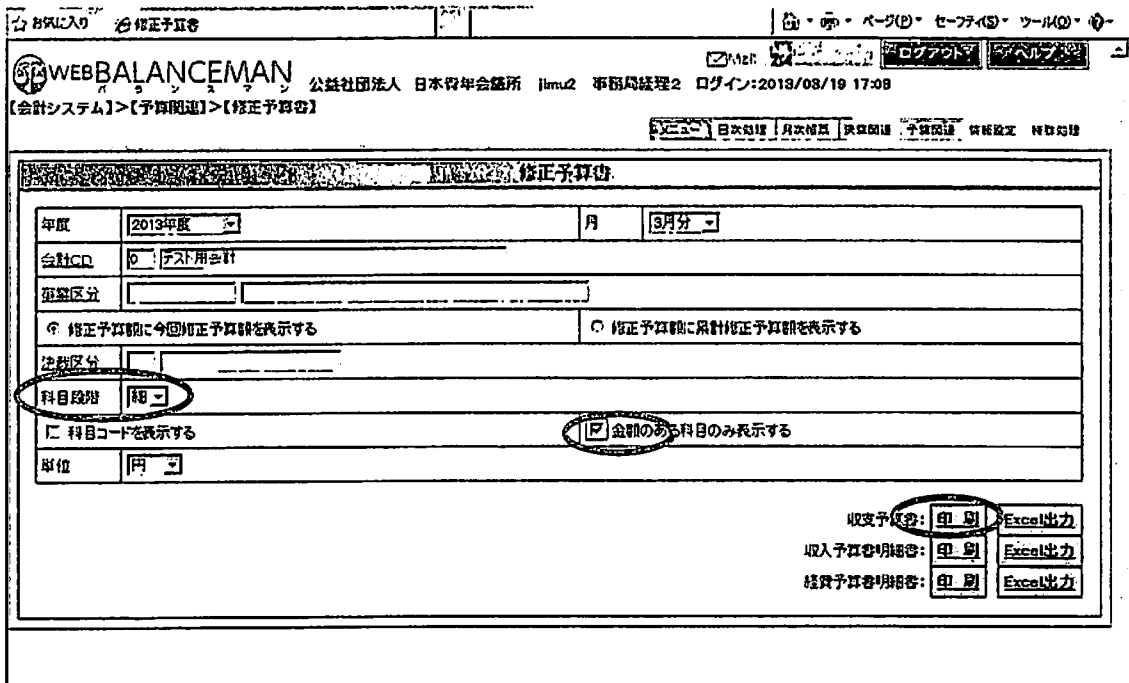 お気に入り 修正予算書
ページ(P) セーフティ(S) ツール(O)
WEBBALANCEMAN
バランスマン
公益社団法人 日本青年会議所 jimu2 事務局経理2 ログイン:2013/03/19 17:08
ログアウト ヘルプ
【会計システム】>【予算関連】>【修正予算書】
メニュー 日次処理 月次帳票 決算関連 予算関連 情報設定 特殊処理
修正予算書
年度 2013年度 月 3月分
会計CD 0 テスト用会計
事業区分
修正予算額に今回修正予算額を表示する 修正予算額に累計修正予算額を表示する
決裁区分
科目段階 細
科目コードを表示する 金額のある科目のみ表示する
単位 円
収支予算書: 印刷 Excel出力
収入予算書明細書: 印刷 Excel出力
経費予算書明細書: 印刷 Excel出力